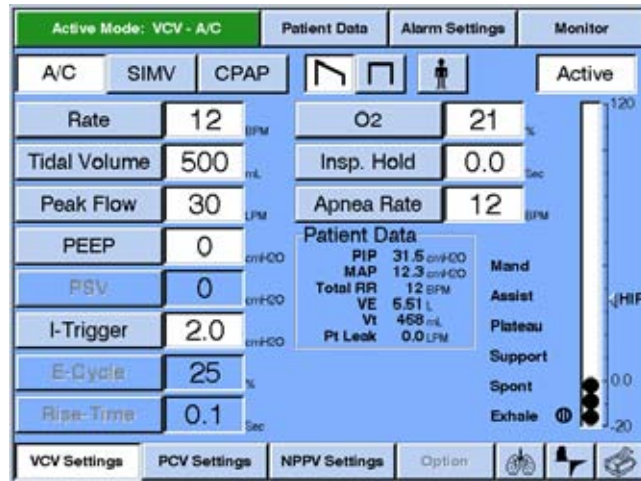 Active Mode: VCV - A/C Patient Data Alarm Settings Monitor
A/C SIMV CPAP Active
Rate 12 BPM O2 21 %
Tidal Volume 500 mL Insp. Hold 0.0 Sec
Peak Flow 30 LPM Apnea Rate 12 BPM
PEEP 0 cmH2O
PSV 0 cmH2O
I-Trigger 2.0 cmH2O
E-Cycle 25 %
Rise-Time 0.1 Sec
Patient Data
PIP 31.5 cmH2O
MAP 12.3 cmH2O
Total RR 12 BPM
VE 5.51 L
Vt 468 mL
Pt Leak 0.0 LPM
Mand
Assist
Plateau
Support
Spont
Exhale
120
HIP
0.0
-20
VCV Settings PCV Settings NPPV Settings Option